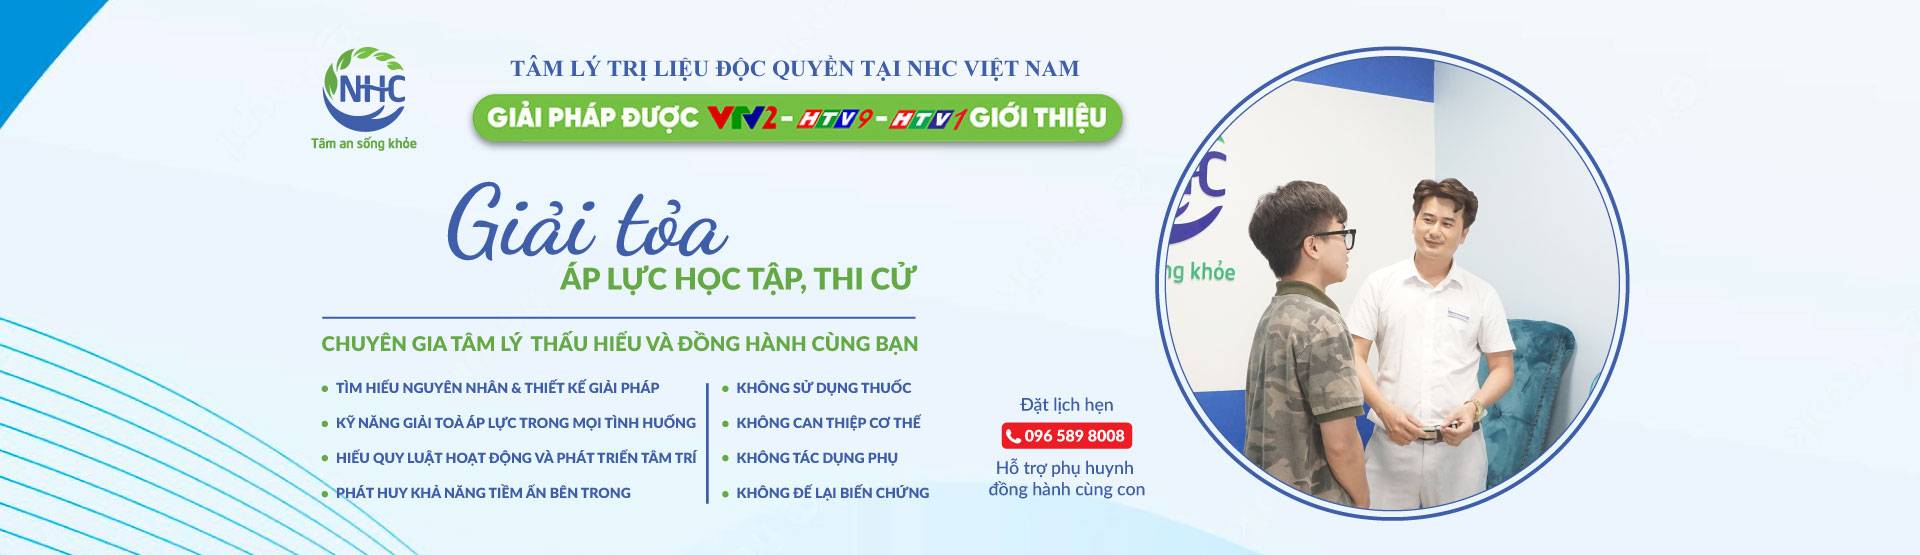 NHC
Tâm an sống khỏe
TÂM LÝ TRỊ LIỆU ĐỘC QUYỀN TẠI NHC VIỆT NAM
GIẢI PHÁP ĐƯỢC VTV2 - HTV9 - HTV1 GIỚI THIỆU
Giải tỏa
ÁP LỰC HỌC TẬP, THI CỬ
CHUYÊN GIA TÂM LÝ THẤU HIỂU VÀ ĐỒNG HÀNH CÙNG BẠN
• TÌM HIỂU NGUYÊN NHÂN & THIẾT KẾ GIẢI PHÁP
• KỸ NĂNG GIẢI TOẢ ÁP LỰC TRONG MỌI TÌNH HUỐNG
• HIỂU QUY LUẬT HOẠT ĐỘNG VÀ PHÁT TRIỂN TÂM TRÍ
• PHÁT HUY KHẢ NĂNG TIỀM ẨN BÊN TRONG
• KHÔNG SỬ DỤNG THUỐC
• KHÔNG CAN THIỆP CƠ THỂ
• KHÔNG TÁC DỤNG PHỤ
• KHÔNG ĐỂ LẠI BIẾN CHỨNG
Đặt lịch hẹn
096 589 8008
Hỗ trợ phụ huynh
đồng hành cùng con
HC
ng khỏe